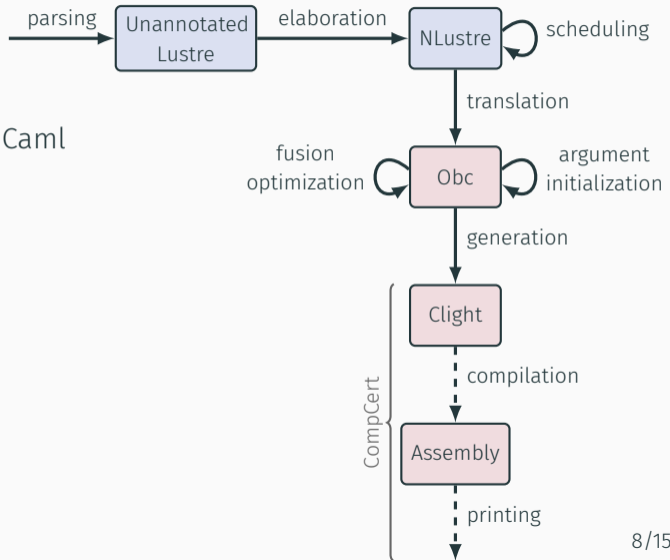 parsing
Unannotated
Lustre
elaboration
NLustre
scheduling
translation
Caml
fusion
optimization
Obc
argument
initialization
generation
Clight
CompCert
compilation
Assembly
printing
8/15